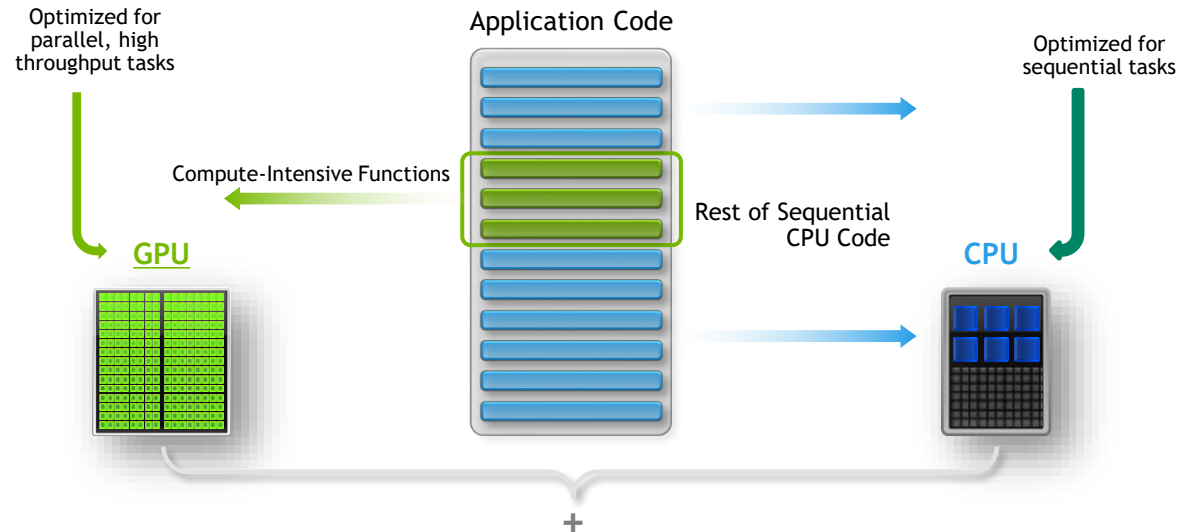 Optimized for
parallel, high
throughput tasks
Application Code
Optimized for
sequential tasks
Compute-Intensive Functions
Rest of Sequential
CPU Code
GPU
CPU
+